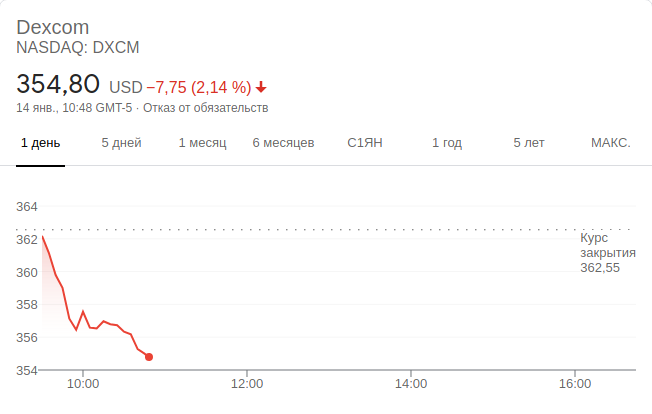 Dexcom
NASDAQ: DXCM
354,80 USD −7,75 (2,14 %)
14 янв., 10:48 GMT-5 · Отказ от обязательств
1 день 5 дней 1 месяц 6 месяцев С1ЯН 1 год 5 лет МАКС.
364
362
360
358
356
354
Курс
закрытия
362,55
10:00 12:00 14:00 16:00